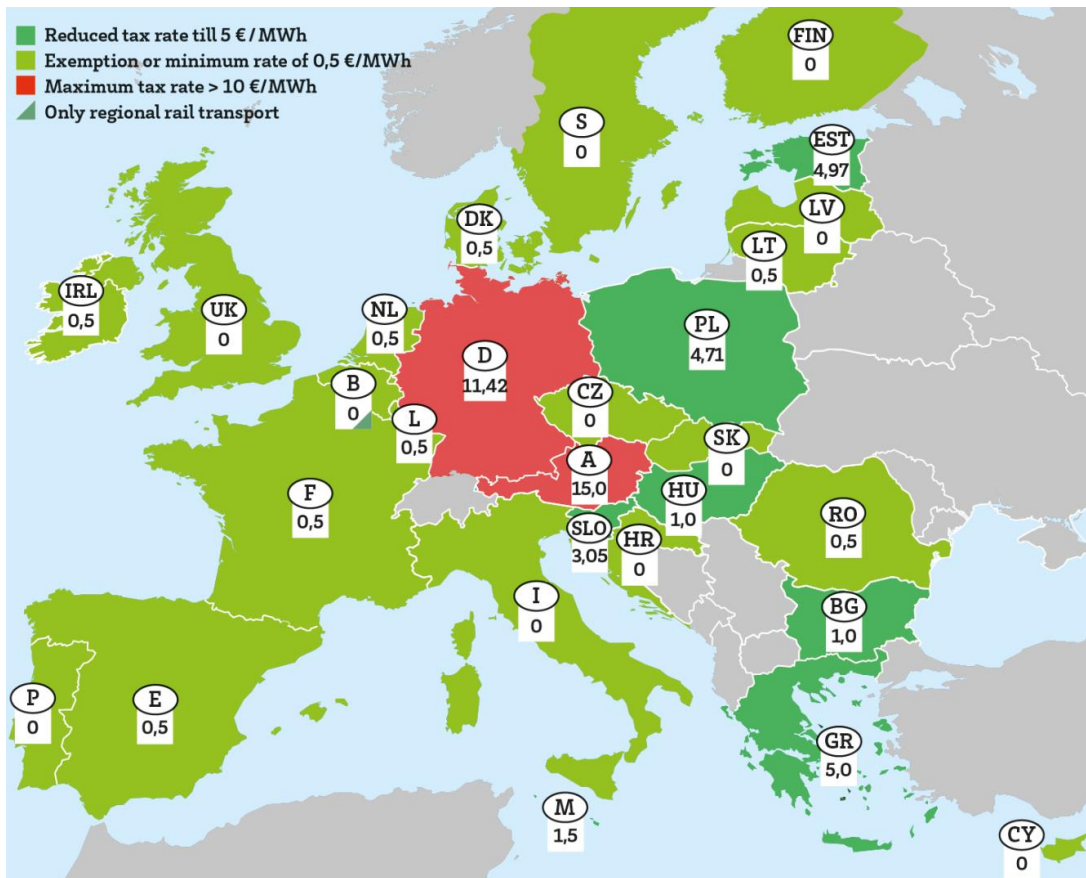 Reduced tax rate till 5 € / MWh
Exemption or minimum rate of 0,5 €/MWh
Maximum tax rate > 10 €/MWh
Only regional rail transport
FIN
0
S
0
EST
4,97
LV
0
DK
0,5
LT
0,5
IRL
0,5
UK
0
NL
0,5
PL
4,71
D
11,42
B
0
CZ
0
L
0,5
SK
0
A
15,0
F
0,5
HU
1,0
RO
0,5
SLO
3,05
HR
0
I
0
BG
1,0
P
0
E
0,5
GR
5,0
M
1,5
CY
0